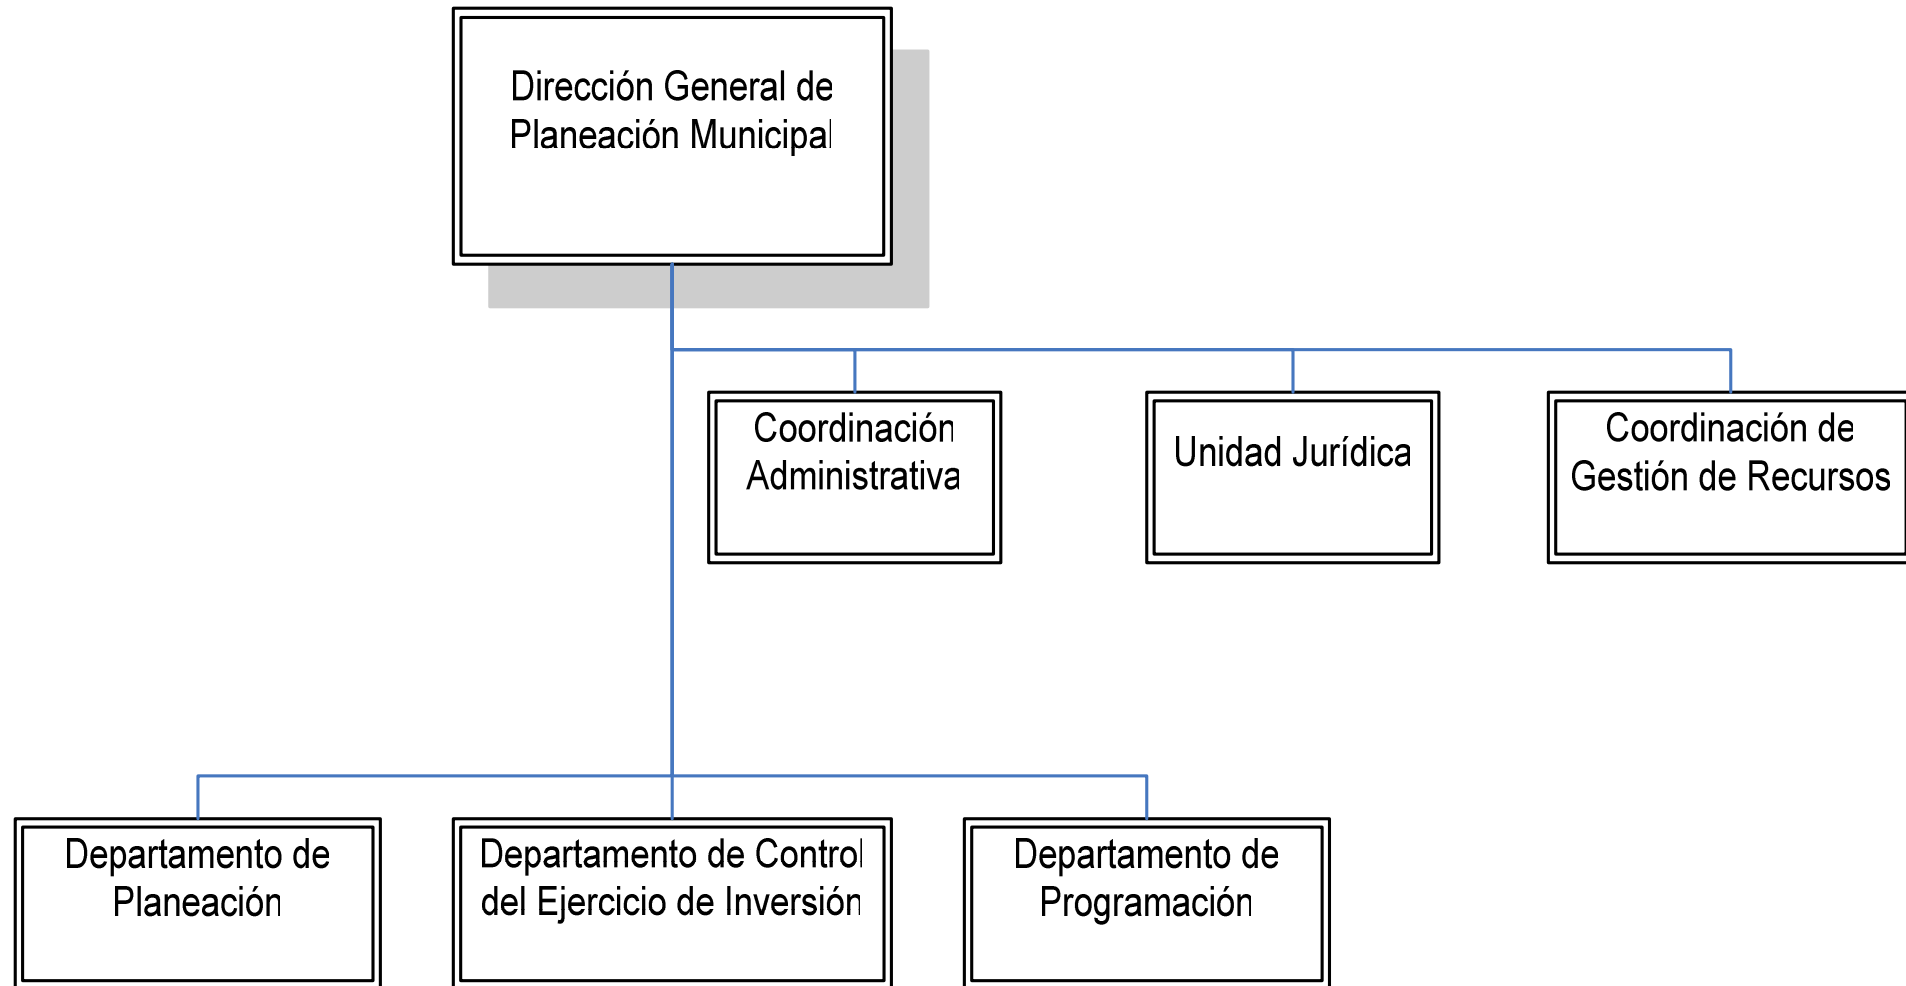 Dirección General de
Planeación Municipal
Coordinación
Administrativa
Unidad Jurídica
Coordinación de
Gestión de Recursos
Departamento de
Planeación
Departamento de Control
del Ejercicio de Inversión
Departamento de
Programación